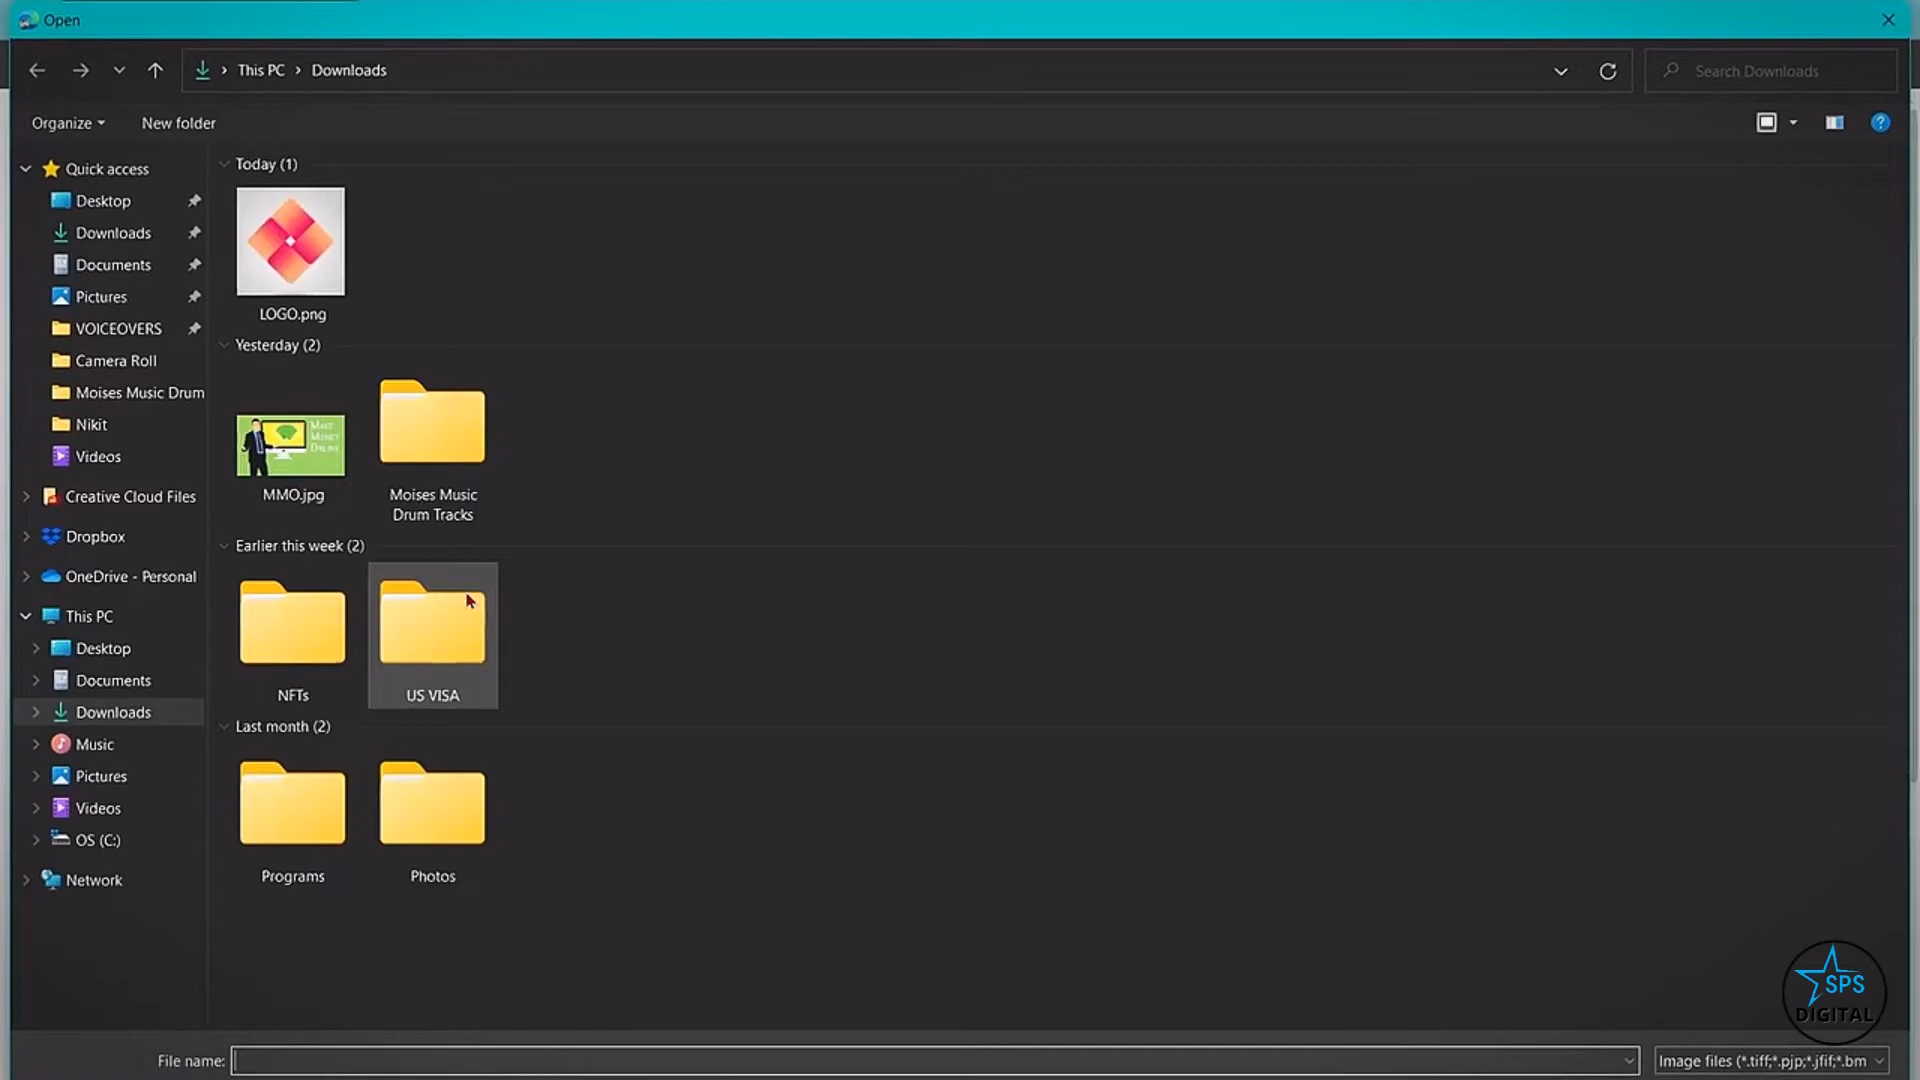 Open
This PC
Downloads
Search Downloads
Organize
New folder
Quick access
Desktop
Downloads
Documents
Pictures
VOICEOVERS
Camera Roll
Moises Music Drum
Nikit
Videos
Creative Cloud Files
Dropbox
OneDrive - Personal
This PC
Desktop
Documents
Downloads
Music
Pictures
Videos
OS (C:)
Network
Today (1)
LOGO.png
Yesterday (2)
MAKE
MONEY
ONLINE
MMO.jpg
Moises Music
Drum Tracks
Earlier this week (2)
NFTs
US VISA
Last month (2)
Programs
Photos
SPS
DIGITAL
File name:
Image files (*.tiff;*.pjp;*.jfif;*.bm